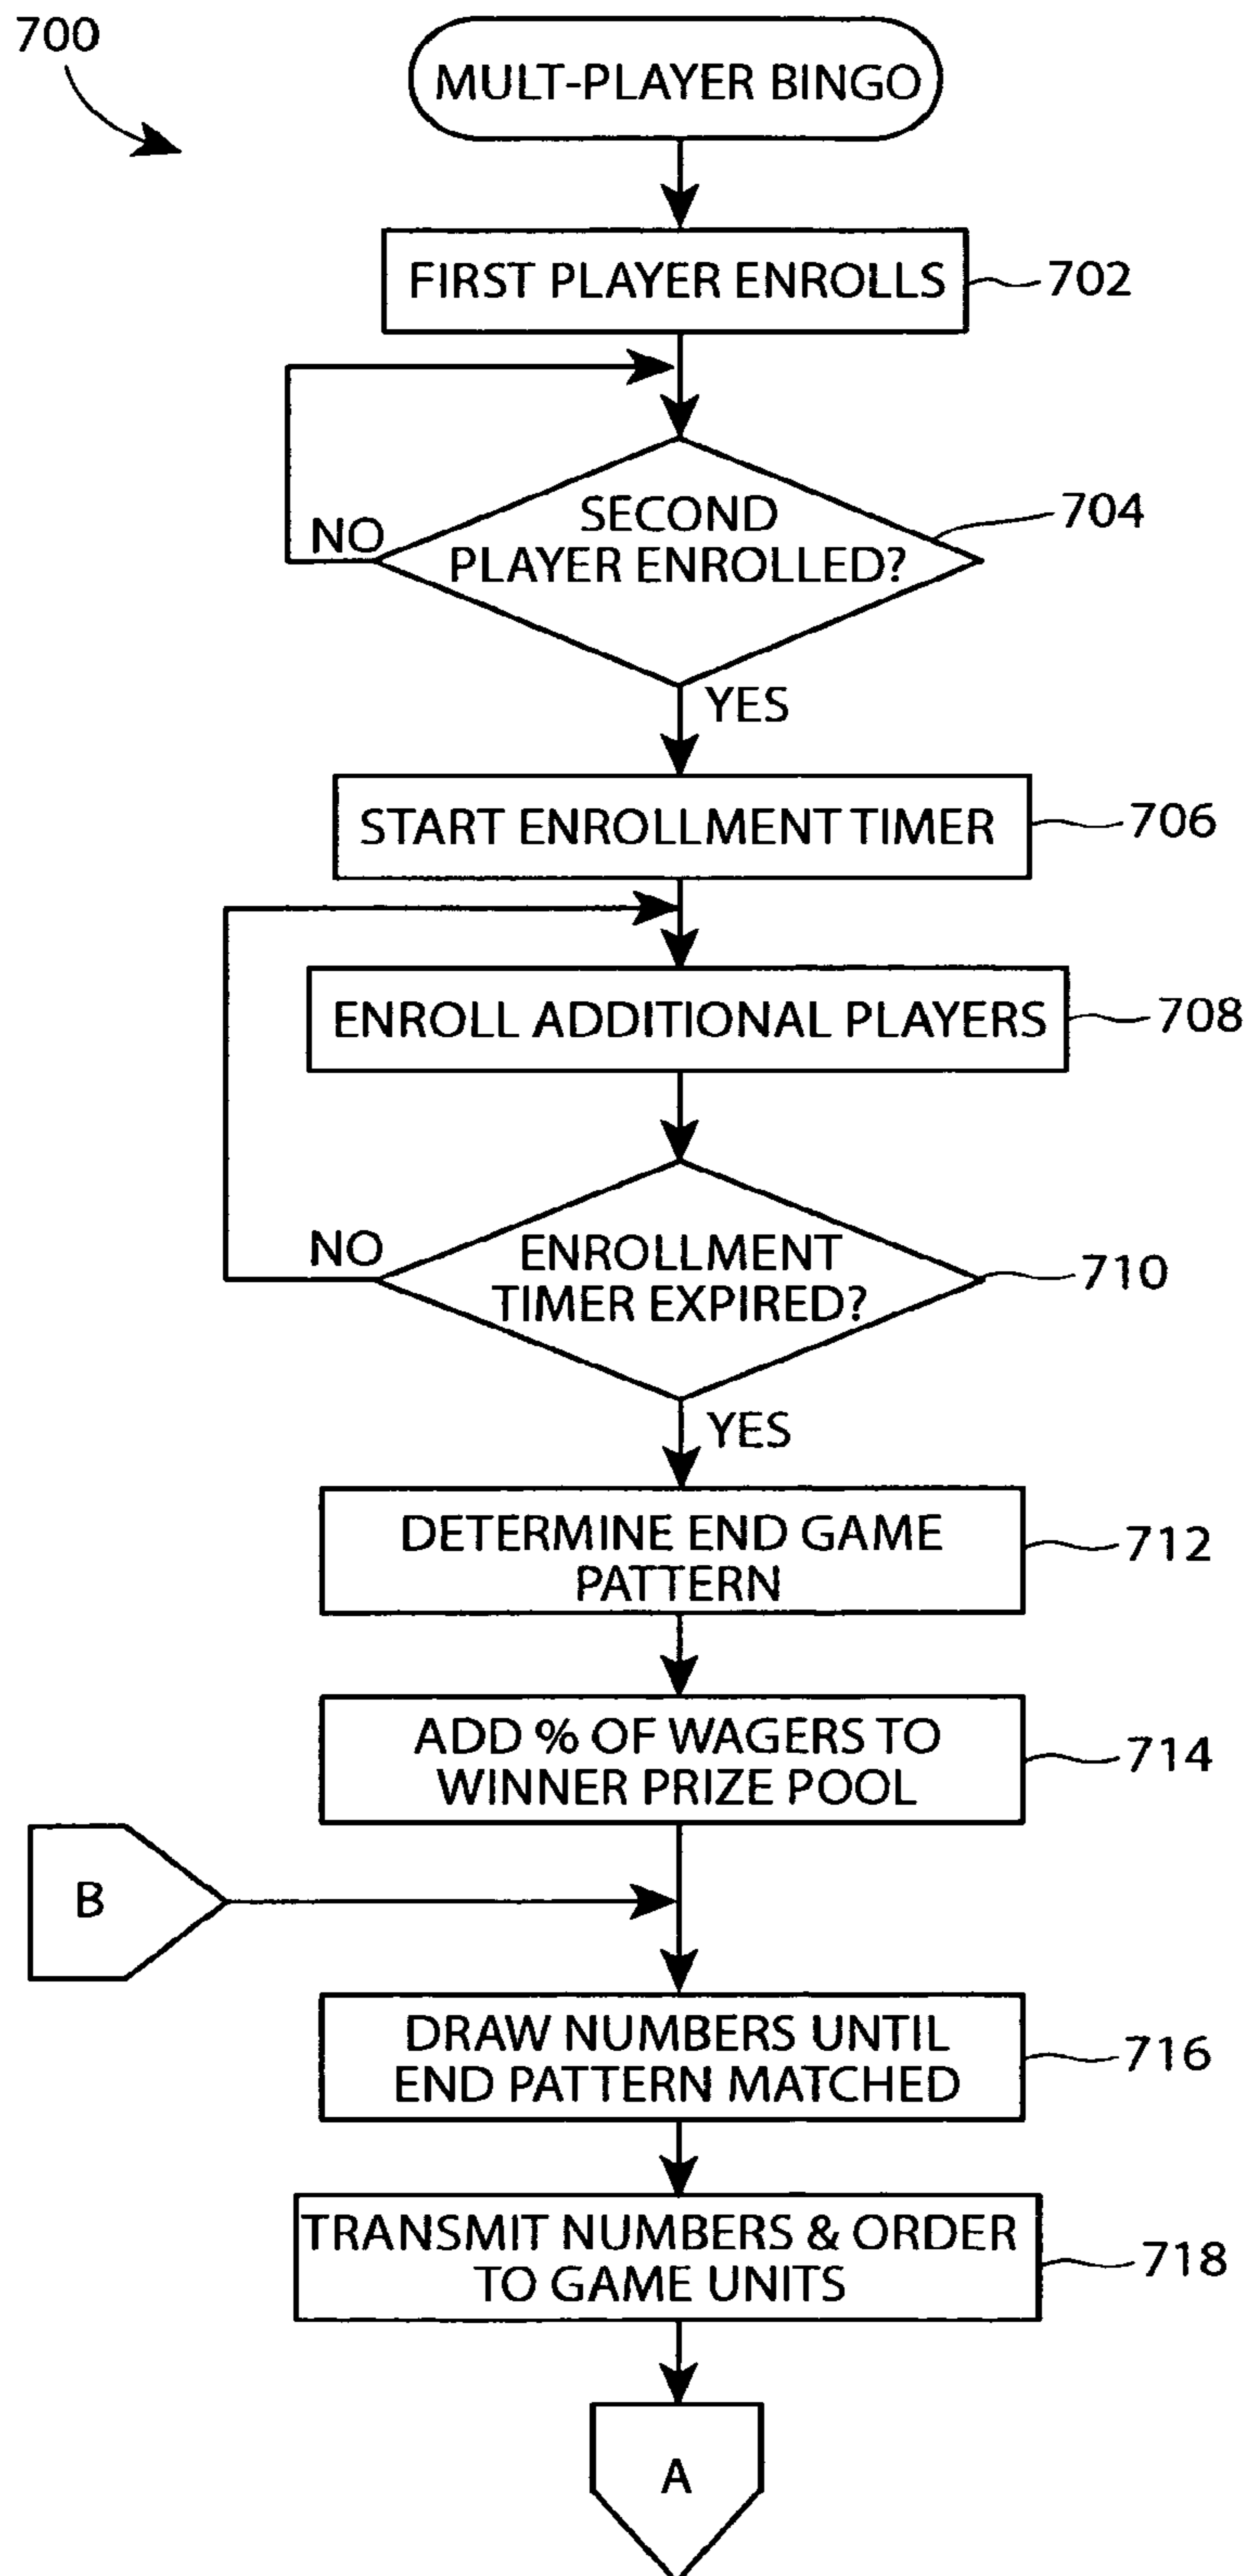 700
MULT-PLAYER BINGO
FIRST PLAYER ENROLLS
702
SECOND
PLAYER ENROLLED?
704
NO
YES
START ENROLLMENT TIMER
706
ENROLL ADDITIONAL PLAYERS
708
ENROLLMENT
TIMER EXPIRED?
710
NO
YES
DETERMINE END GAME
PATTERN
712
ADD % OF WAGERS TO
WINNER PRIZE POOL
714
B
DRAW NUMBERS UNTIL
END PATTERN MATCHED
716
TRANSMIT NUMBERS & ORDER
TO GAME UNITS
718
A